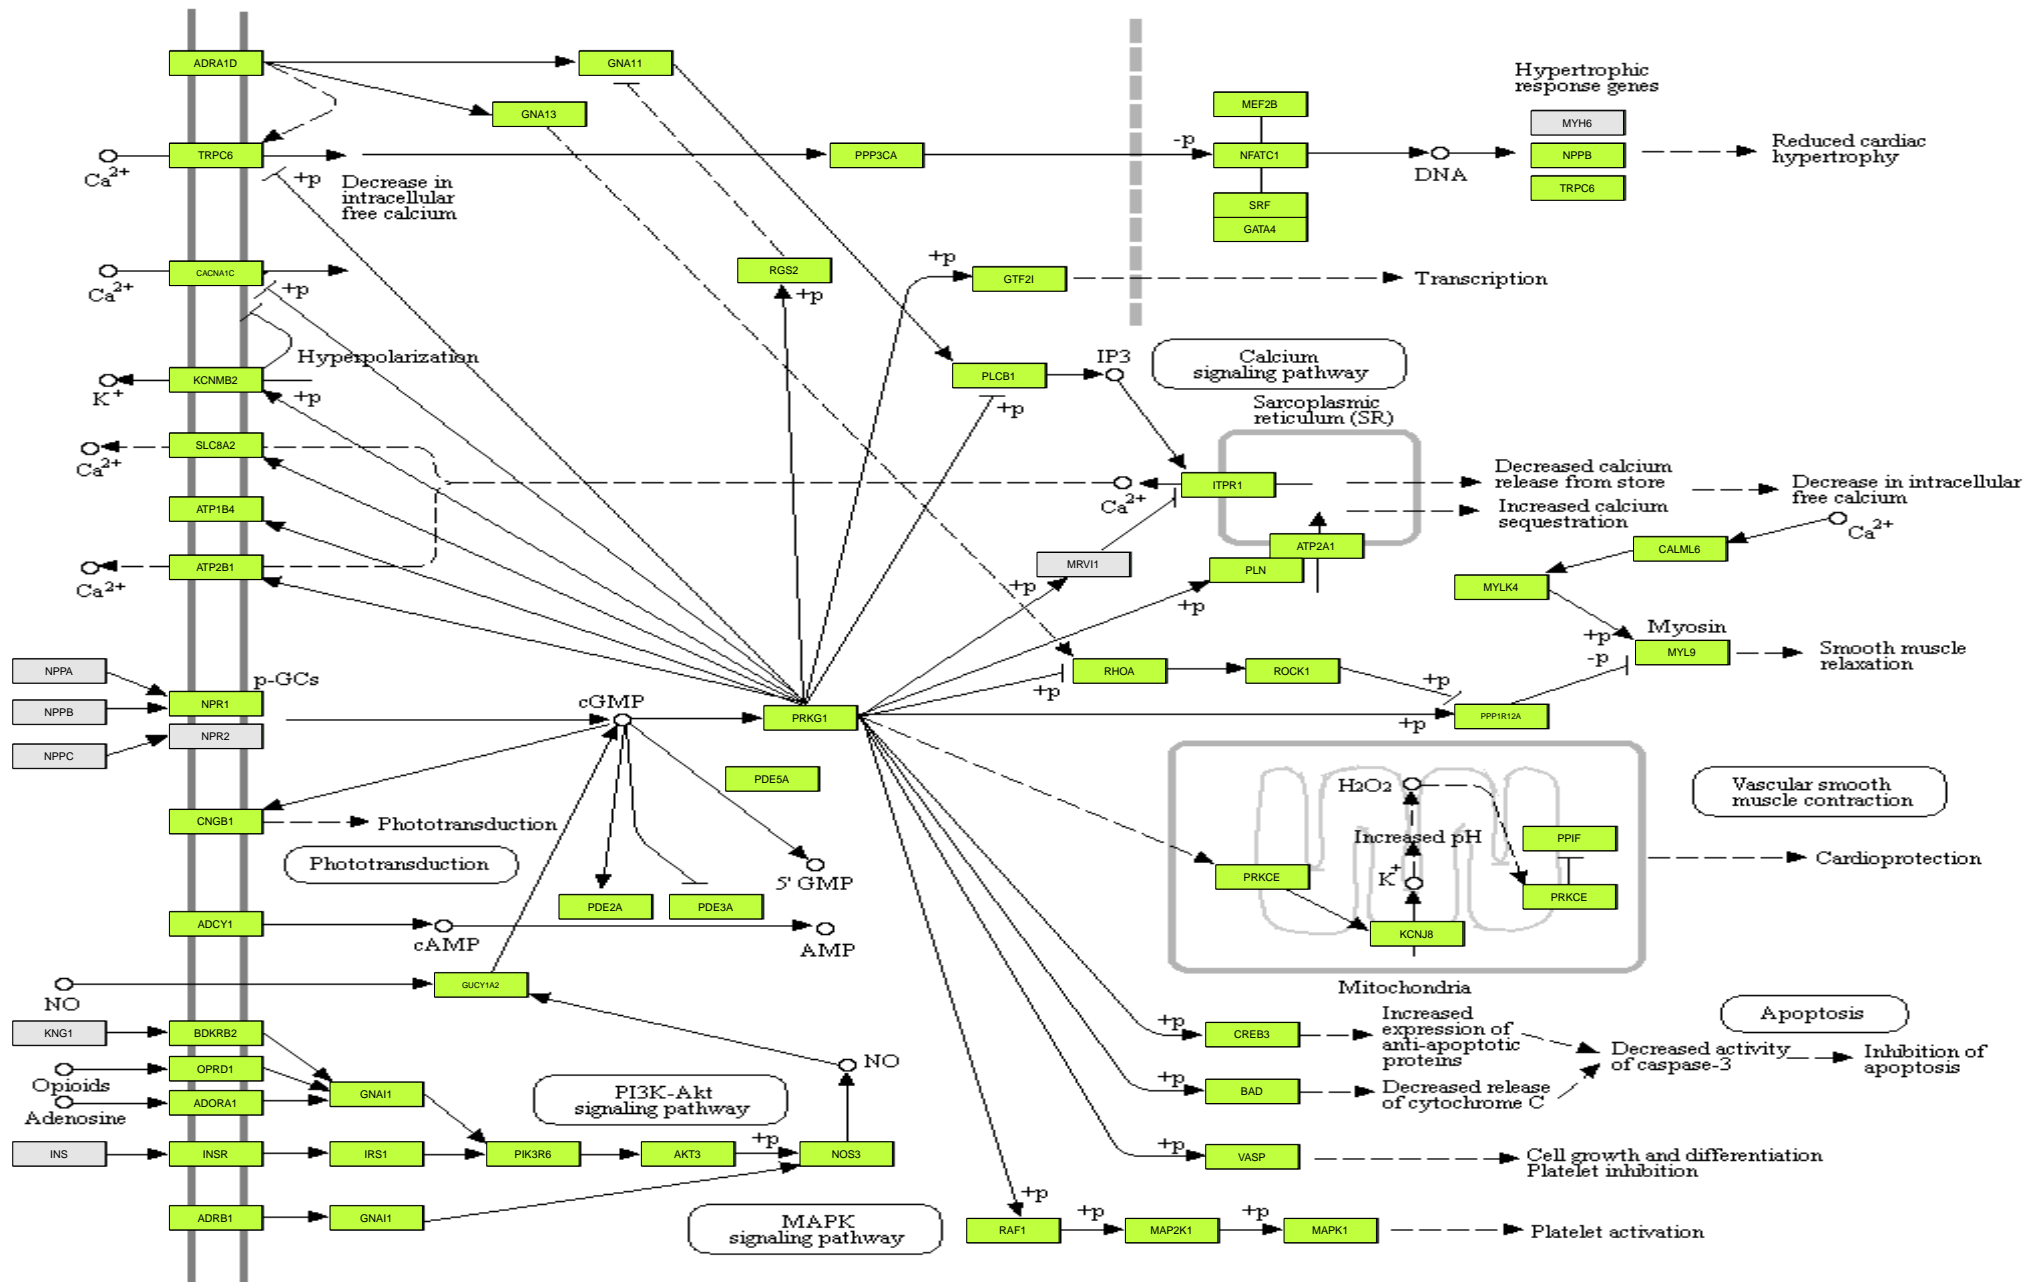 ADRA1D
GNA11
GNA13
Hypertrophic
response genes
MEF2B
MYH6
Ca2+
TRPC6
+p
Decrease in
intracellular
free calcium
PPP3CA
-p
NFATC1
DNA
NPPB
TRPC6
Reduced cardiac
hypertrophy
SRF
GATA4
Ca2+
CACNA1C
+p
RGS2
+p
+p
GTF2I
Transcription
Hyperpolarization
K+
KCNMB2
+p
PLCB1
+p
IP3
Calcium
signaling pathway
Sarcoplasmic
reticulum (SR)
Ca2+
SLC8A2
ATP1B4
Ca2+
ATP2B1
Ca2+
ITPR1
Decreased calcium
release from store
Increased calcium
sequestration
Decrease in intracellular
free calcium
Ca2+
MRVI1
+p
ATP2A1
PLN
+p
CALML6
MYLK4
+p
-p
Myosin
MYL9
Smooth muscle
relaxation
NPPA
NPPB
NPPC
p-GCs
NPR1
NPR2
cGMP
PRKG1
RHOA
+p
ROCK1
+p
+p
PPP1R12A
PDE5A
CNGB1
Phototransduction
Phototransduction
5' GMP
PDE2A
PDE3A
H2O2
Increased pH
K+
PPIF
PRKCE
PRKCE
KCNJ8
Mitochondria
Vascular smooth
muscle contraction
Cardioprotection
ADCY1
cAMP
AMP
NO
GUCY1A2
KNG1
BDKRB2
Opioids
OPRD1
Adenosine
ADORA1
GNAI1
PI3K-Akt
signaling pathway
NO
INS
INSR
IRS1
PIK3R6
AKT3
+p
NOS3
ADRB1
GNAI1
MAPK
signaling pathway
+p
CREB3
Increased
expression of
anti-apoptotic
proteins
Apoptosis
Decreased activity
of caspase-3
Inhibition of
apoptosis
+p
BAD
Decreased release
of cytochrome C
+p
VASP
Cell growth and differentiation
Platelet inhibition
+p
RAF1
+p
MAP2K1
+p
MAPK1
Platelet activation